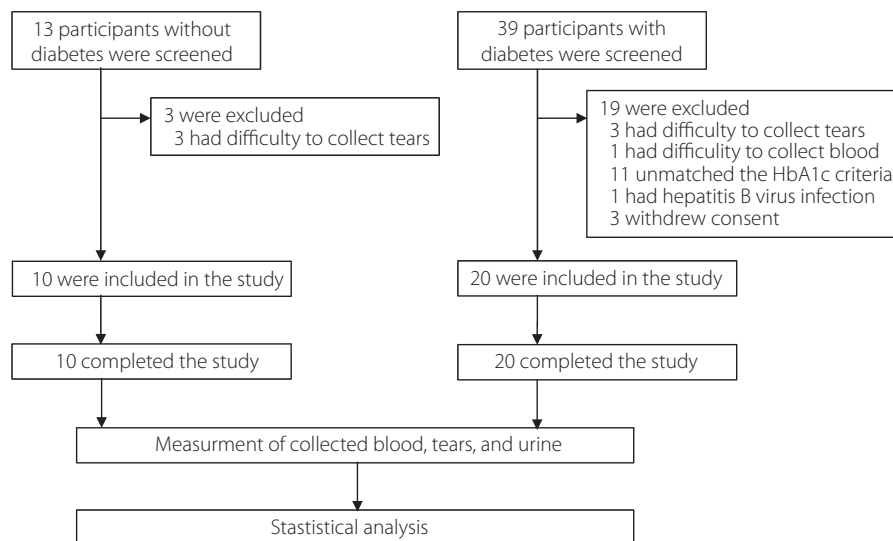 13 participants without
diabetes were screened
39 participants with
diabetes were screened
3 were excluded
3 had difficulty to collect tears
19 were excluded
3 had difficulty to collect tears
1 had difficulity to collect blood
11 unmatched the HbA1c criteria
1 had hepatitis B virus infection
3 withdrew consent
10 were included in the study
20 were included in the study
10 completed the study
20 completed the study
Measurment of collected blood, tears, and urine
Stastistical analysis